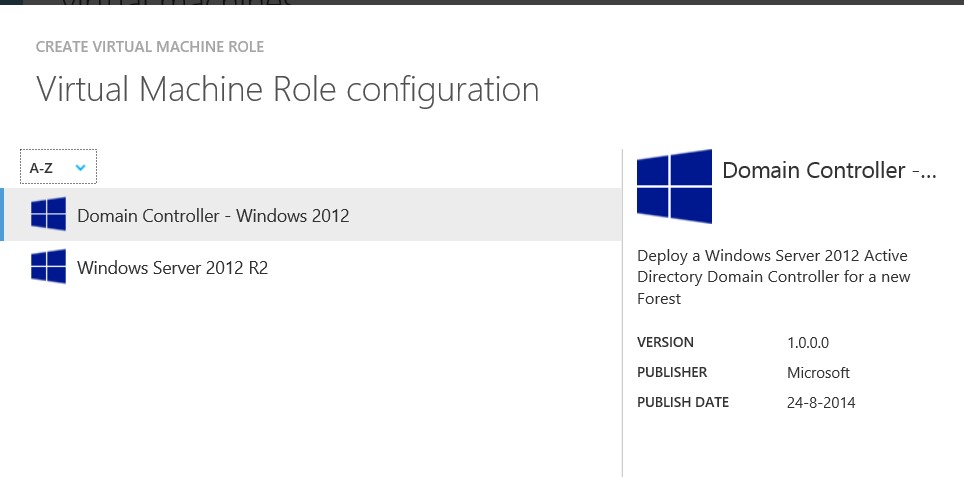 virtual machines
CREATE VIRTUAL MACHINE ROLE
Virtual Machine Role configuration
A-Z
Domain Controller - Windows 2012
Windows Server 2012 R2
Domain Controller -...
Deploy a Windows Server 2012 Active
Directory Domain Controller for a new
Forest
VERSION 1.0.0.0
PUBLISHER Microsoft
PUBLISH DATE 24-8-2014